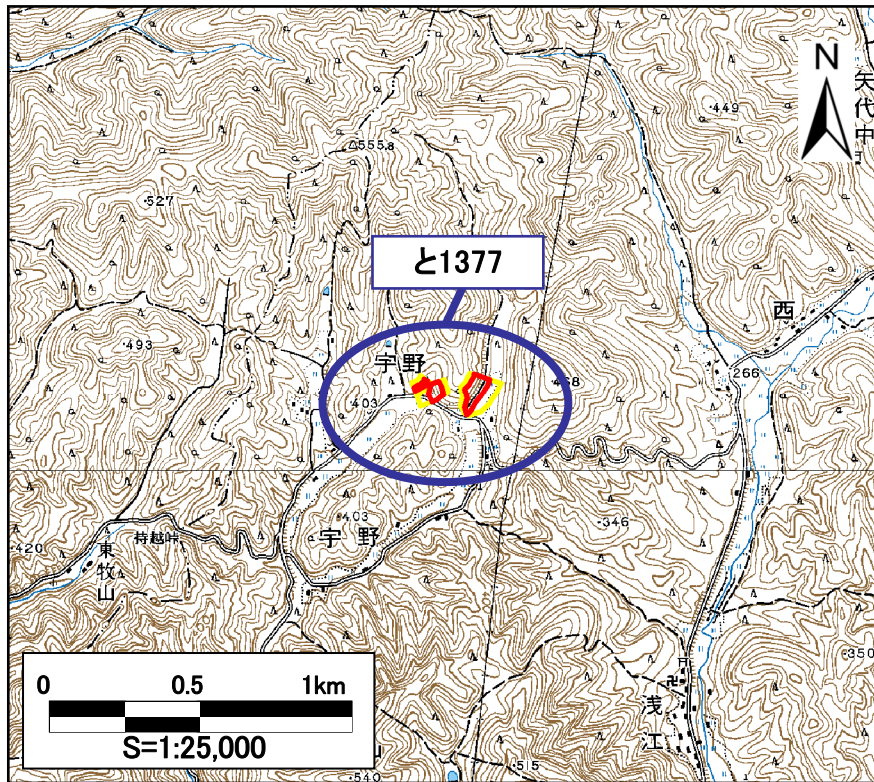 N
矢代中
・449
△555.8
・527
と1377
西
・493
宇野
266
・403
・403
宇野
・346
・420
持越峠
東牧山
・350
浅江
0 0.5 1km
S=1:25,000
・515
・540